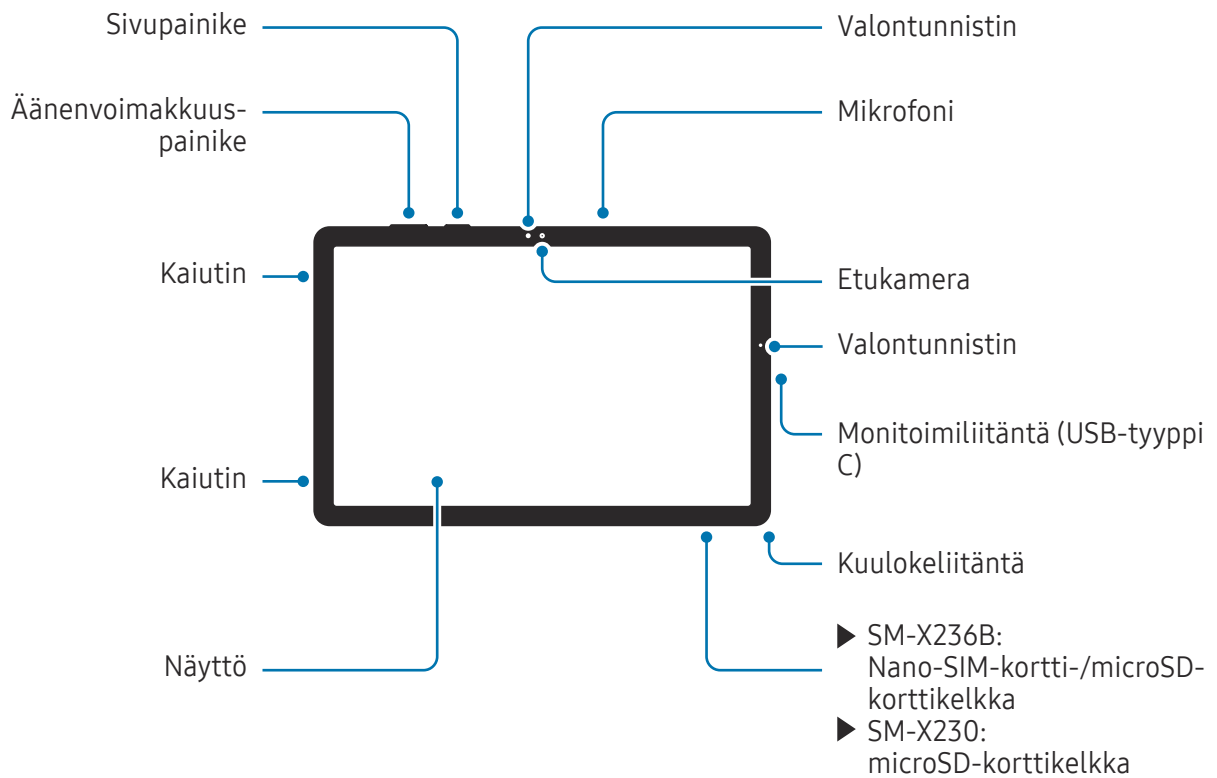 Sivupainike
Äänenvoimakkuus-
painike
Kaiutin
Kaiutin
Näyttö
Valontunnistin
Mikrofoni
Etukamera
Valontunnistin
Monitoimiliitäntä (USB-tyyppi
C)
Kuulokeliitäntä
▶ SM-X236B:
Nano-SIM-kortti-/microSD-
korttikelkka
▶ SM-X230:
microSD-korttikelkka